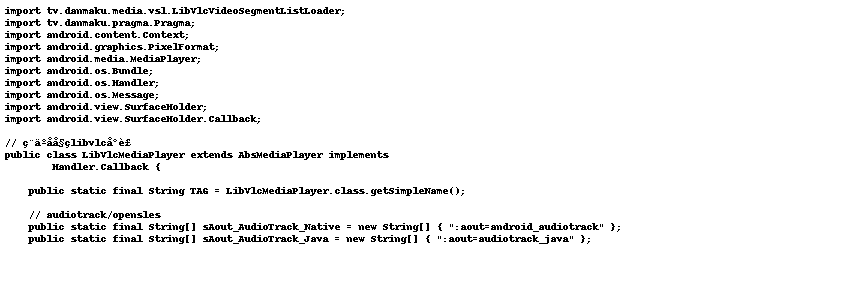 import tv.danmaku.media.vsl.LibVlcVideoSegmentListLoader;
import tv.danmaku.pragma.Pragma;
import android.content.Context;
import android.graphics.PixelFormat;
import android.media.MediaPlayer;
import android.os.Bundle;
import android.os.Handler;
import android.os.Message;
import android.view.SurfaceHolder;
import android.view.SurfaceHolder.Callback;
// ç¨äºåå§çlibvlcåºè£
public class LibVlcMediaPlayer extends AbsMediaPlayer implements
Handler.Callback {
public static final String TAG = LibVlcMediaPlayer.class.getSimpleName();
// audiotrack/opensles
public static final String[] sAout_AudioTrack_Native = new String[] { ":aout=android_audiotrack" };
public static final String[] sAout_AudioTrack_Java = new String[] { ":aout=audiotrack_java" };